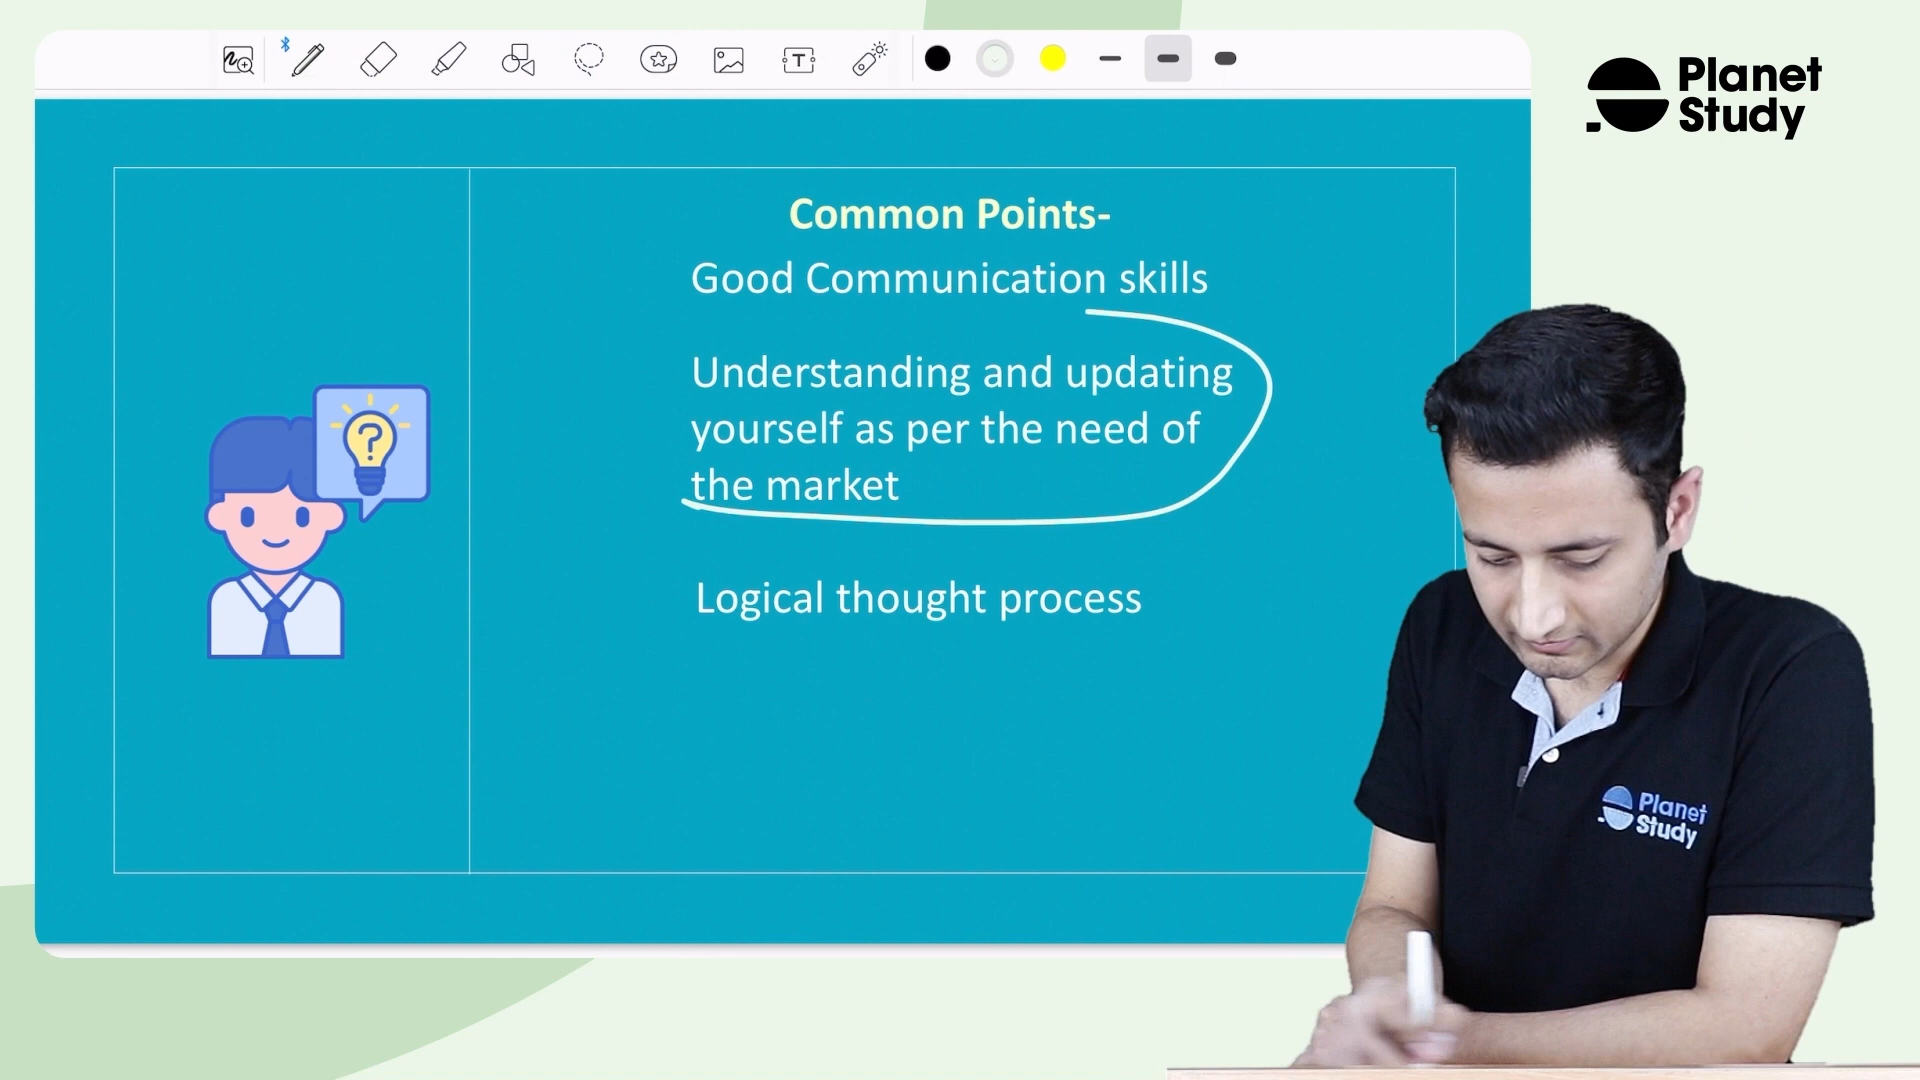 Planet
Study
Common Points-
Good Communication skills
Understanding and updating
yourself as per the need of
the market
Logical thought process
Planet
Study